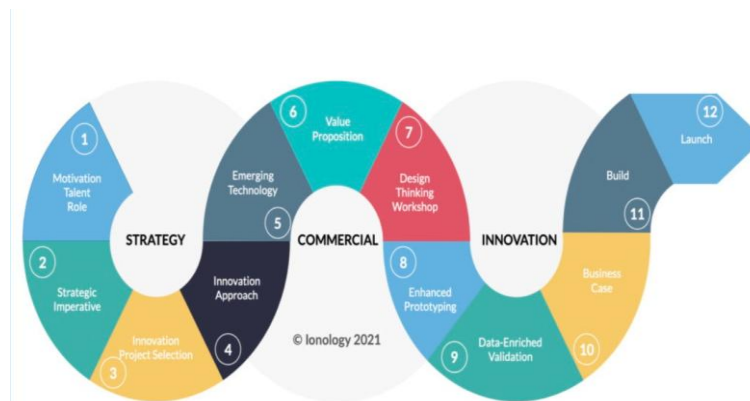 1
Motivation
Talent
Role
2
Strategic
Imperative
3
Innovation
Project Selection
4
Innovation
Approach
5
Emerging
Technology
6
Value
Proposition
7
Design
Thinking
Workshop
8
Enhanced
Prototyping
9
Data-Enriched
Validation
10
Business
Case
11
Build
12
Launch
STRATEGY
COMMERCIAL
INNOVATION
© Ionology 2021